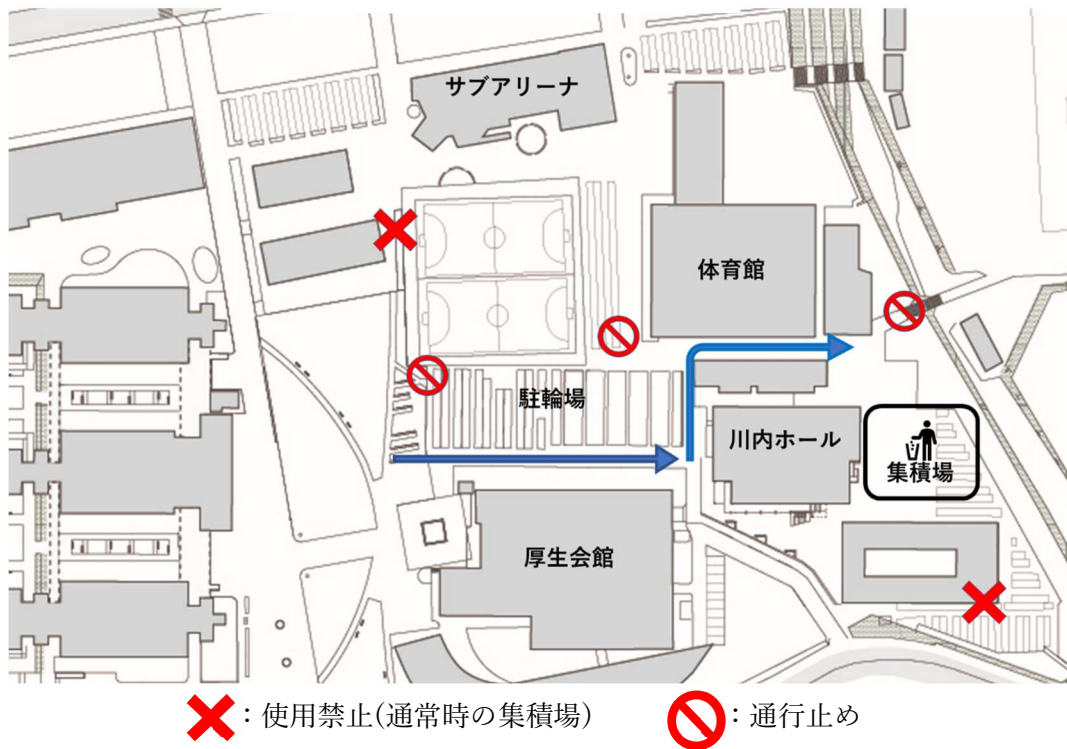 サブアリーナ
体育館
駐輪場
川内ホール
集積場
厚生会館
：使用禁止(通常時の集積場)
：通行止め